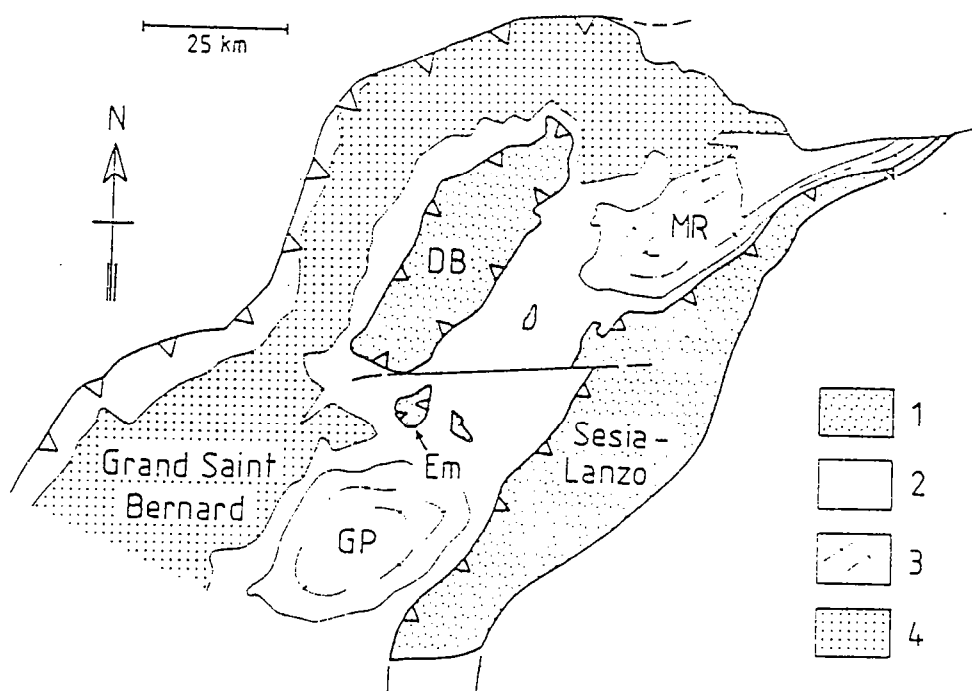 25 km
N
MR
DB
1
2
3
4
Sesia-
Lanzo
Em
Grand Saint
Bernard
GP